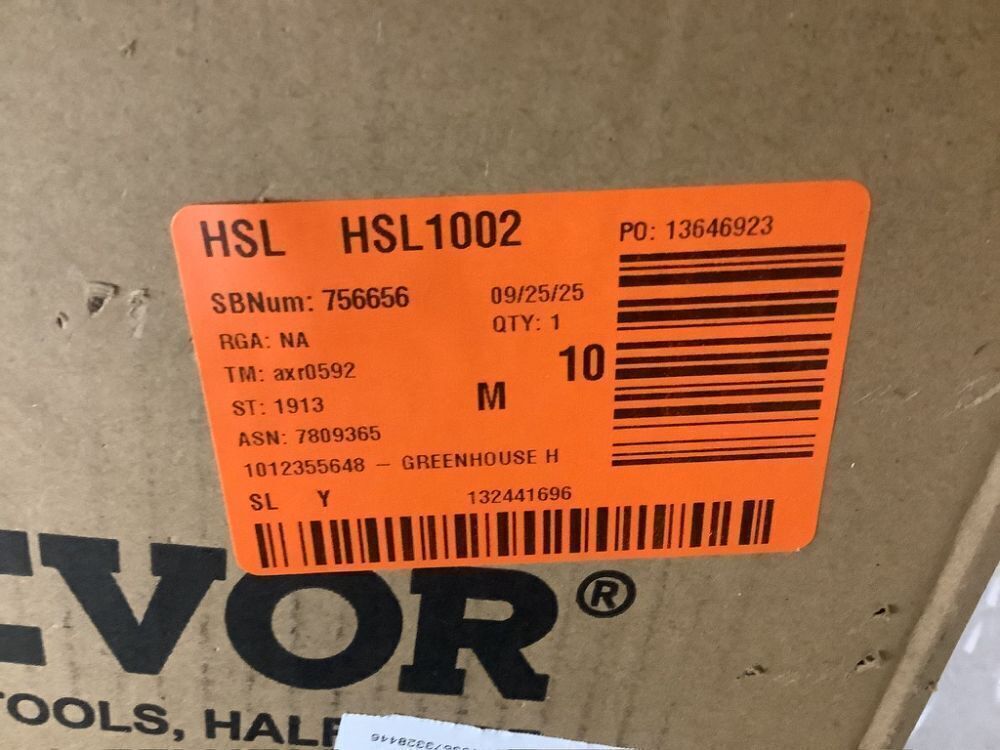 HSL HSL1002 PO: 13646923
SBNum: 756656 09/25/25
RGA: NA QTY: 1
TM: axr0592 10
ST: 1913 M
ASN: 7809365
1012355648 – GREENHOUSE H
SL Y 132441696
EVOR®
TOOLS, HALF